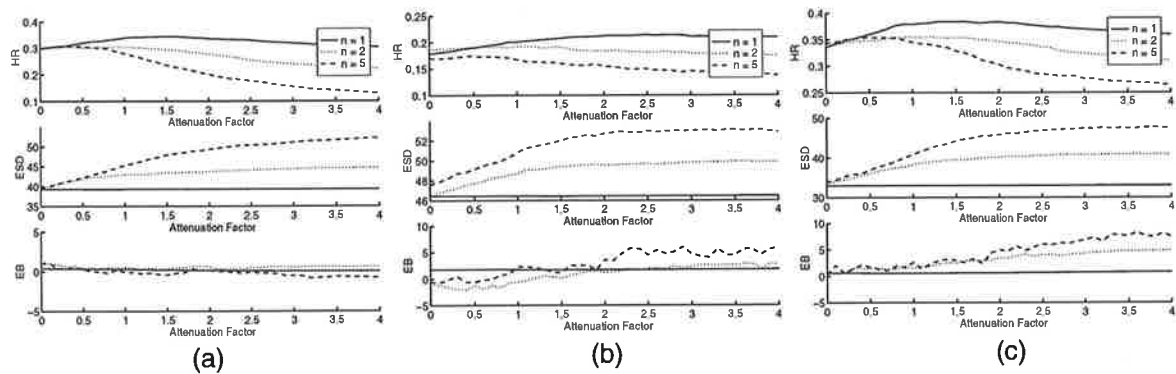 0.4
0.3
0.2
0.1
HR
n = 1
n = 2
n = 5
0 0.5 1 1.5 2 2.5 3 3.5 4
Attenuation Factor
50
45
40
35
ESD
0 0.5 1 1.5 2 2.5 3 3.5 4
Attenuation Factor
5
0
−5
EB
0 0.5 1 1.5 2 2.5 3 3.5 4
Attenuation Factor
(a)
0.25
0.2
0.15
0.1
HR
n = 1
n = 2
n = 5
0 0.5 1 1.5 2 2.5 3 3.5 4
Attenuation Factor
52
50
48
46
ESD
0 0.5 1 1.5 2 2.5 3 3.5 4
Attenuation Factor
10
5
0
−5
EB
0 0.5 1 1.5 2 2.5 3 3.5 4
Attenuation Factor
(b)
0.4
0.35
0.3
0.25
HR
n = 1
n = 2
n = 5
0 0.5 1 1.5 2 2.5 3 3.5 4
Attenuation Factor
50
40
30
ESD
0 0.5 1 1.5 2 2.5 3 3.5 4
Attenuation Factor
10
5
0
−5
EB
0 0.5 1 1.5 2 2.5 3 3.5 4
Attenuation Factor
(c)